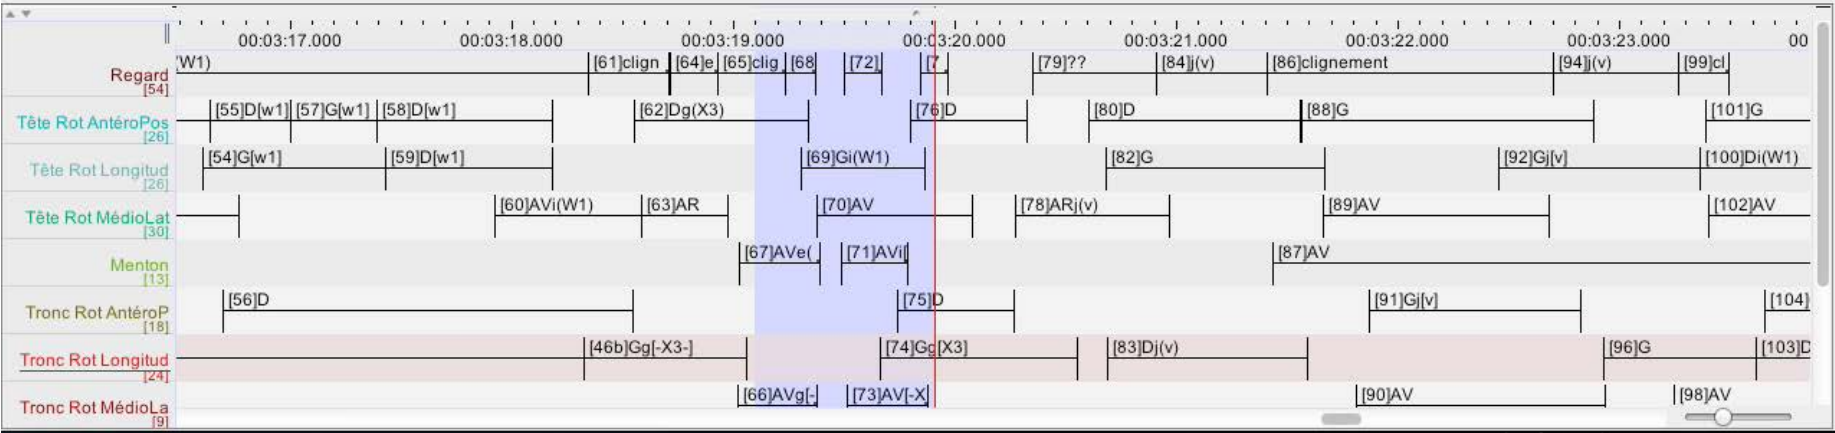 00:03:17.000 00:03:18.000 00:03:19.000 00:03:20.000 00:03:21.000 00:03:22.000 00:03:23.000 00
Regard [54] (W1) [61]clign [64]e [65]clig [68 [72] [7 [79]?? [84]j(v) [86]clignement [94]j(v) [99]cl
Tête Rot AntéroPos [26] [55]D[w1] [57]G[w1] [58]D[w1] [62]Dg(X3) [76]D [80]D [88]G [101]G
Tête Rot Longitud [26] [54]G[w1] [59]D[w1] [69]Gi(W1) [82]G [92]Gj[v] [100]Di(W1)
Tête Rot MédioLat [30] [60]AVi(W1) [63]AR [70]AV [78]ARj(v) [89]AV [102]AV
Menton [13] [67]AVe( [71]AVi[ [87]AV
Tronc Rot AntéroP [18] [56]D [75]D [91]Gj[v] [104]
Tronc Rot Longitud [24] [46b]Gg[-X3-] [74]Gg[X3] [83]Dj(v) [96]G [103]D
Tronc Rot MédioLa [9] [66]AVg[- [73]AV[-X [90]AV [98]AV